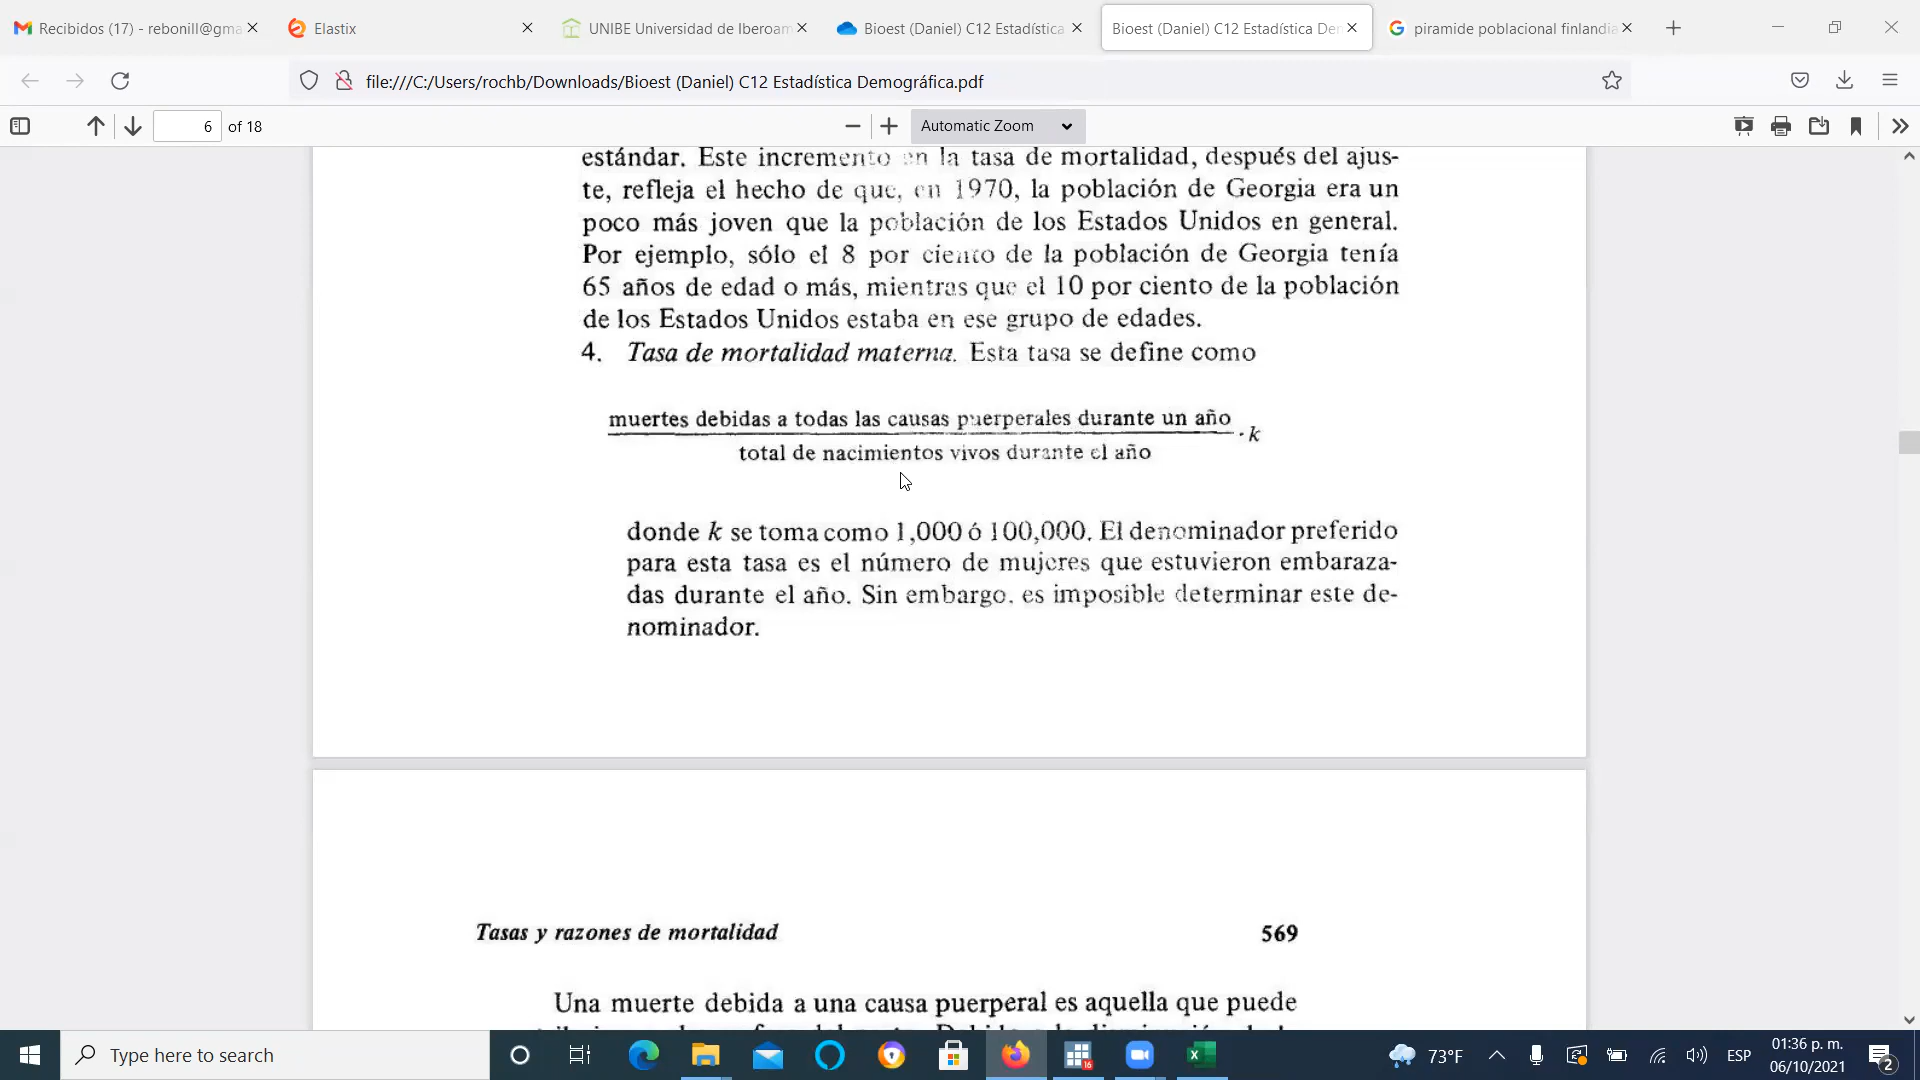 Recibidos (17) - rebonill@gma
Elastix
UNIBE Universidad de Iberoam
Bioest (Daniel) C12 Estadística
Bioest (Daniel) C12 Estadística De
piramide poblacional finlandia
file:///C:/Users/rochb/Downloads/Bioest (Daniel) C12 Estadística Demográfica.pdf
6 of 18
Automatic Zoom
estándar. Este incremento en la tasa de mortalidad, después del ajus-
te, refleja el hecho de que, en 1970, la población de Georgia era un
poco más joven que la población de los Estados Unidos en general.
Por ejemplo, sólo el 8 por ciento de la población de Georgia tenía
65 años de edad o más, mientras que el 10 por ciento de la población
de los Estados Unidos estaba en ese grupo de edades.
4. Tasa de mortalidad materna. Esta tasa se define como
muertes debidas a todas las causas puerperales durante un año
· k
total de nacimientos vivos durante el año
donde k se toma como 1,000 ó 100,000. El denominador preferido
para esta tasa es el número de mujeres que estuvieron embaraza-
das durante el año. Sin embargo, es imposible determinar este de-
nominador.
Tasas y razones de mortalidad 569
Una muerte debida a una causa puerperal es aquella que puede
Type here to search
16
73°F
ESP
01:36 p. m.
06/10/2021
2